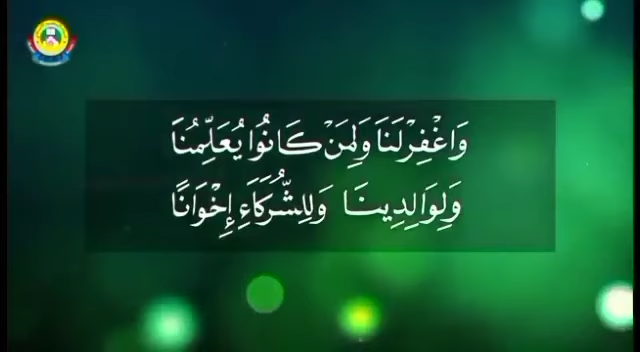 وَاغْفِرْ لَنَا وَلِمَنْ كَانُوا يُعَلِّمُنَا
وَلِوَالِدِينَا وَلِلشُّرَكَاءِ إِخْوَانًا